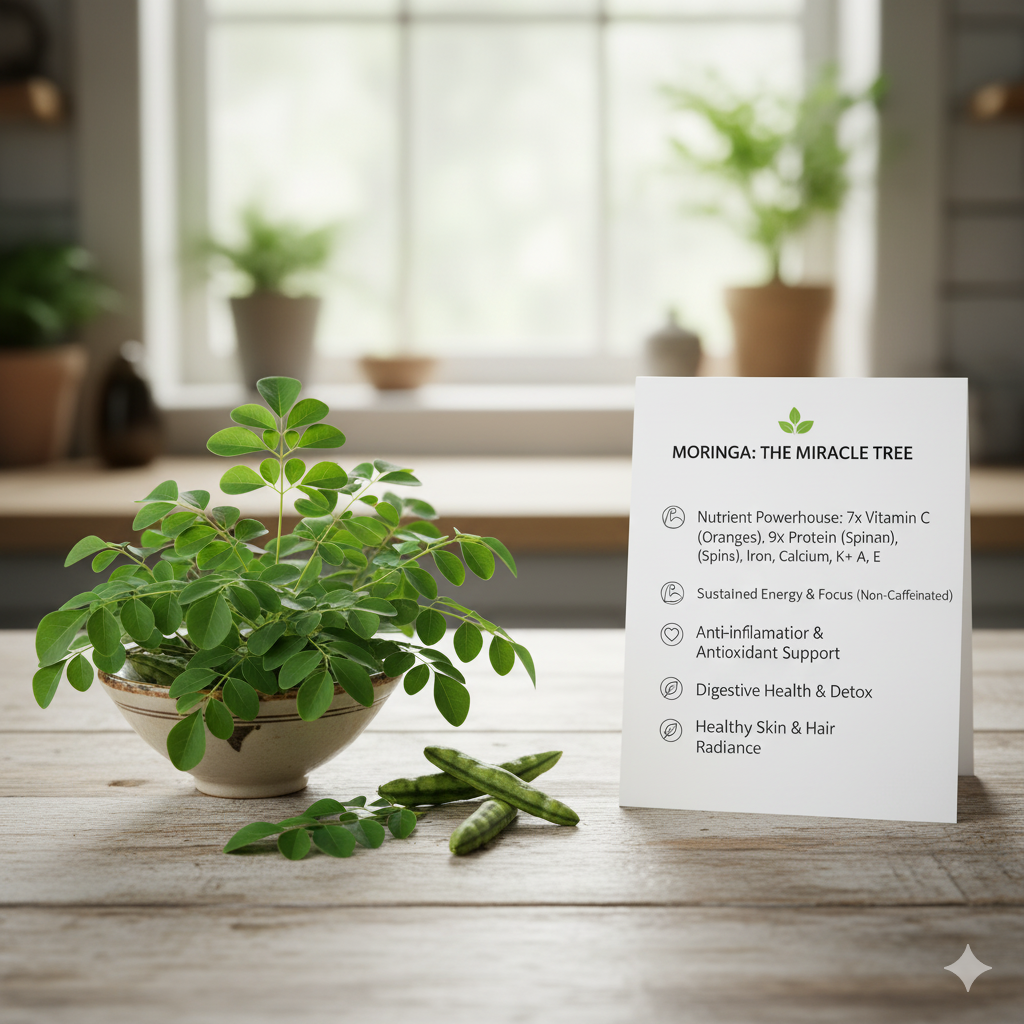 MORINGA: THE MIRACLE TREE
Nutrient Powerhouse: 7x Vitamin C
(Oranges), 9x Protein (Spinan),
(Spins), Iron, Calcium, K+ A, E
Sustalned Energy & Focus (Non-Caffeinated)
Anti-infilamatior &
Antioxidant Support
Digestive Health & Detox
Healthy Skin & Hair
Radiance